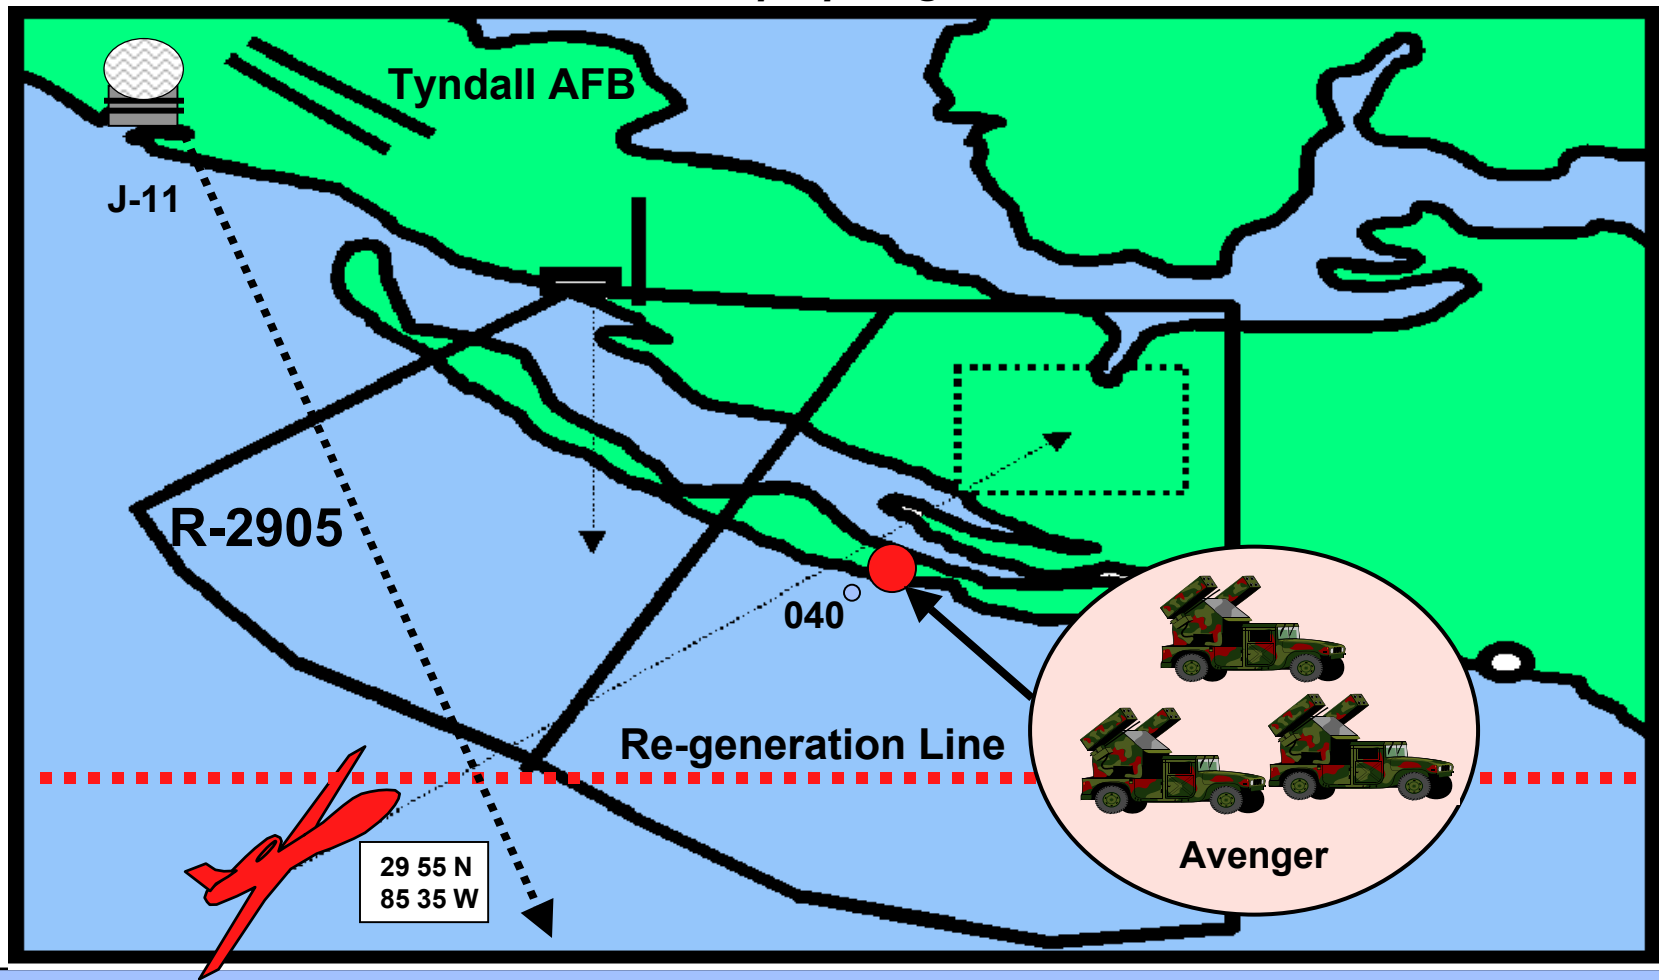 Tyndall AFB
J-11
R-2905
040
Re-generation Line
29 55 N
85 35 W
Avenger